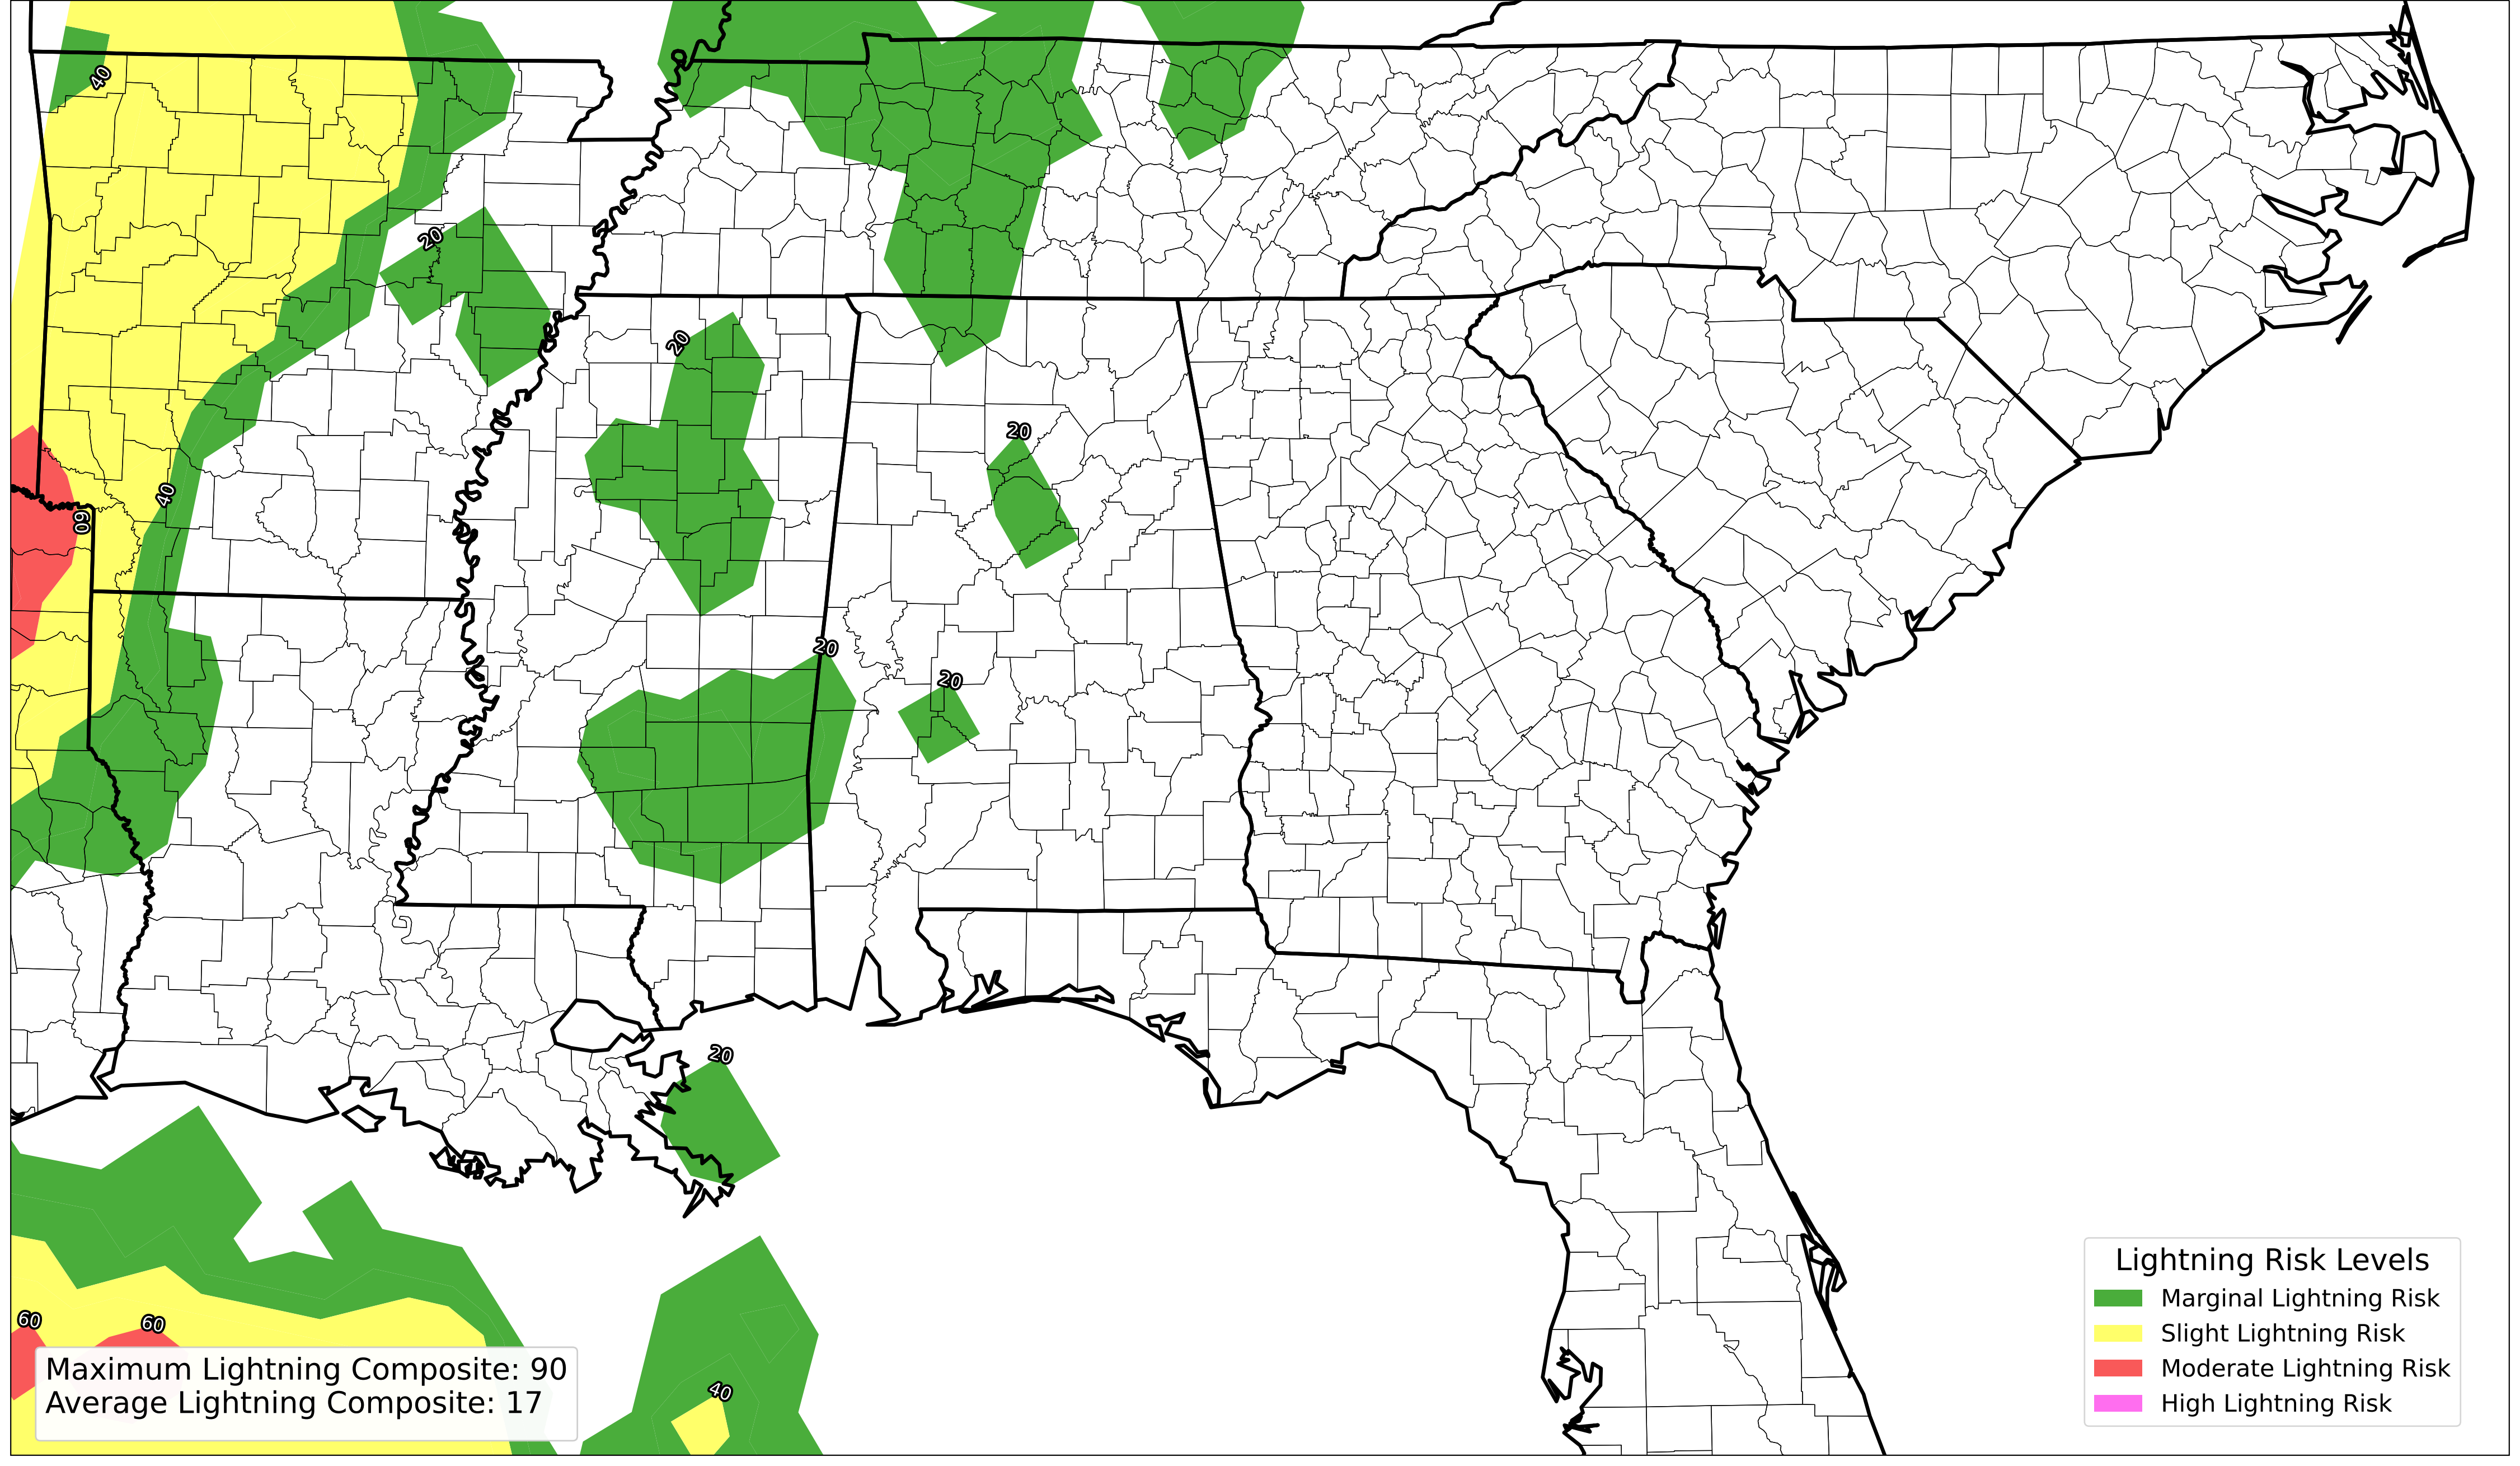 40
20
20
20
40
60
20
20
20
60
60
40
Maximum Lightning Composite: 90
Average Lightning Composite: 17
Lightning Risk Levels
Marginal Lightning Risk
Slight Lightning Risk
Moderate Lightning Risk
High Lightning Risk